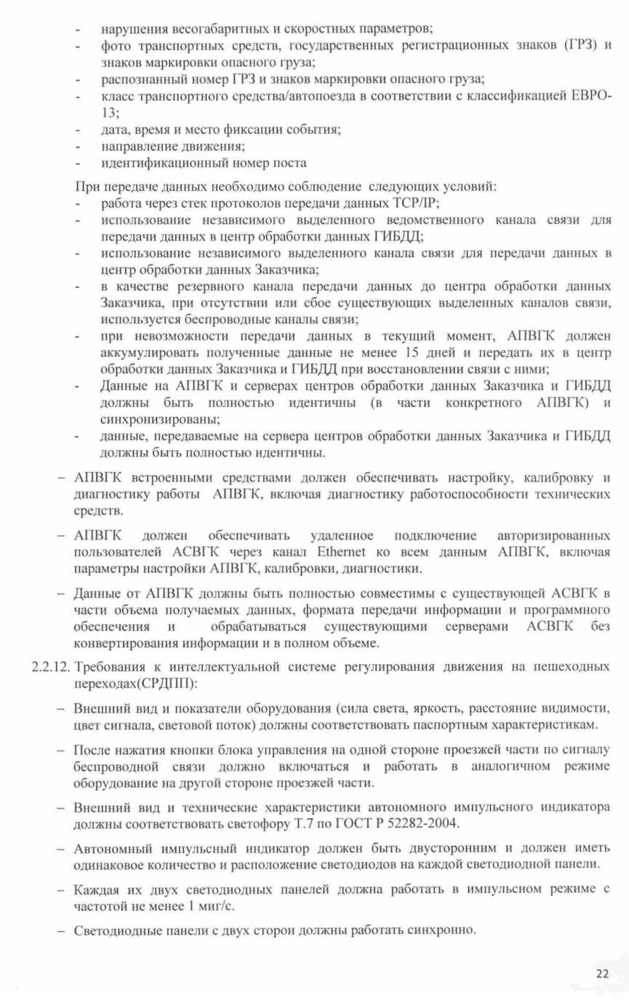 - нарушения весогабаритных и скоростных параметров;
- фото транспортных средств, государственных регистрационных знаков (ГРЗ) и
знаков маркировки опасного груза;
- распознанный номер ГРЗ и знаков маркировки опасного груза;
- класс транспортного средства/автопоезда в соответствии с классификацией ЕВРО-
13;
- дата, время и место фиксации события;
- направление движения;
- идентификационный номер поста
При передаче данных необходимо соблюдение следующих условий:
- работа через стек протоколов передачи данных TCP/IP;
- использование независимого выделенного ведомственного канала связи для
передачи данных в центр обработки данных ГИБДД;
- использование независимого выделенного канала связи для передачи данных в
центр обработки данных Заказчика;
- в качестве резервного канала передачи данных до центра обработки данных
Заказчика, при отсутствии или сбое существующих выделенных каналов связи,
используется беспроводные каналы связи;
- при невозможности передачи данных в текущий момент, АПВГК должен
аккумулировать полученные данные не менее 15 дней и передать их в центр
обработки данных Заказчика и ГИБДД при восстановлении связи с ними;
- Данные на АПВГК и серверах центров обработки данных Заказчика и ГИБДД
должны быть полностью идентичны (в части конкретного АПВГК) и
синхронизированы;
- данные, передаваемые на сервера центров обработки данных Заказчика и ГИБДД
должны быть полностью идентичны.
– АПВГК встроенными средствами должен обеспечивать настройку, калибровку и
диагностику работы АПВГК, включая диагностику работоспособности технических
средств.
– АПВГК должен обеспечивать удаленное подключение авторизированных
пользователей АСВГК через канал Ethernet ко всем данным АПВГК, включая
параметры настройки АПВГК, калибровки, диагностики.
– Данные от АПВГК должны быть полностью совместимы с существующей АСВГК в
части объема получаемых данных, формата передачи информации и программного
обеспечения и обрабатываться существующими серверами АСВГК без
конвертирования информации и в полном объеме.
2.2.12. Требования к интеллектуальной системе регулирования движения на пешеходных
переходах(СРДПП):
– Внешний вид и показатели оборудования (сила света, яркость, расстояние видимости,
цвет сигнала, световой поток) должны соответствовать паспортным характеристикам.
– После нажатия кнопки блока управления на одной стороне проезжей части по сигналу
беспроводной связи должно включаться и работать в аналогичном режиме
оборудование на другой стороне проезжей части.
– Внешний вид и технические характеристики автономного импульсного индикатора
должны соответствовать светофору Т.7 по ГОСТ Р 52282-2004.
– Автономный импульсный индикатор должен быть двусторонним и должен иметь
одинаковое количество и расположение светодиодов на каждой светодиодной панели.
– Каждая их двух светодиодных панелей должна работать в импульсном режиме с
частотой не менее 1 миг/с.
– Светодиодные панели с двух сторон должны работать синхронно.
22